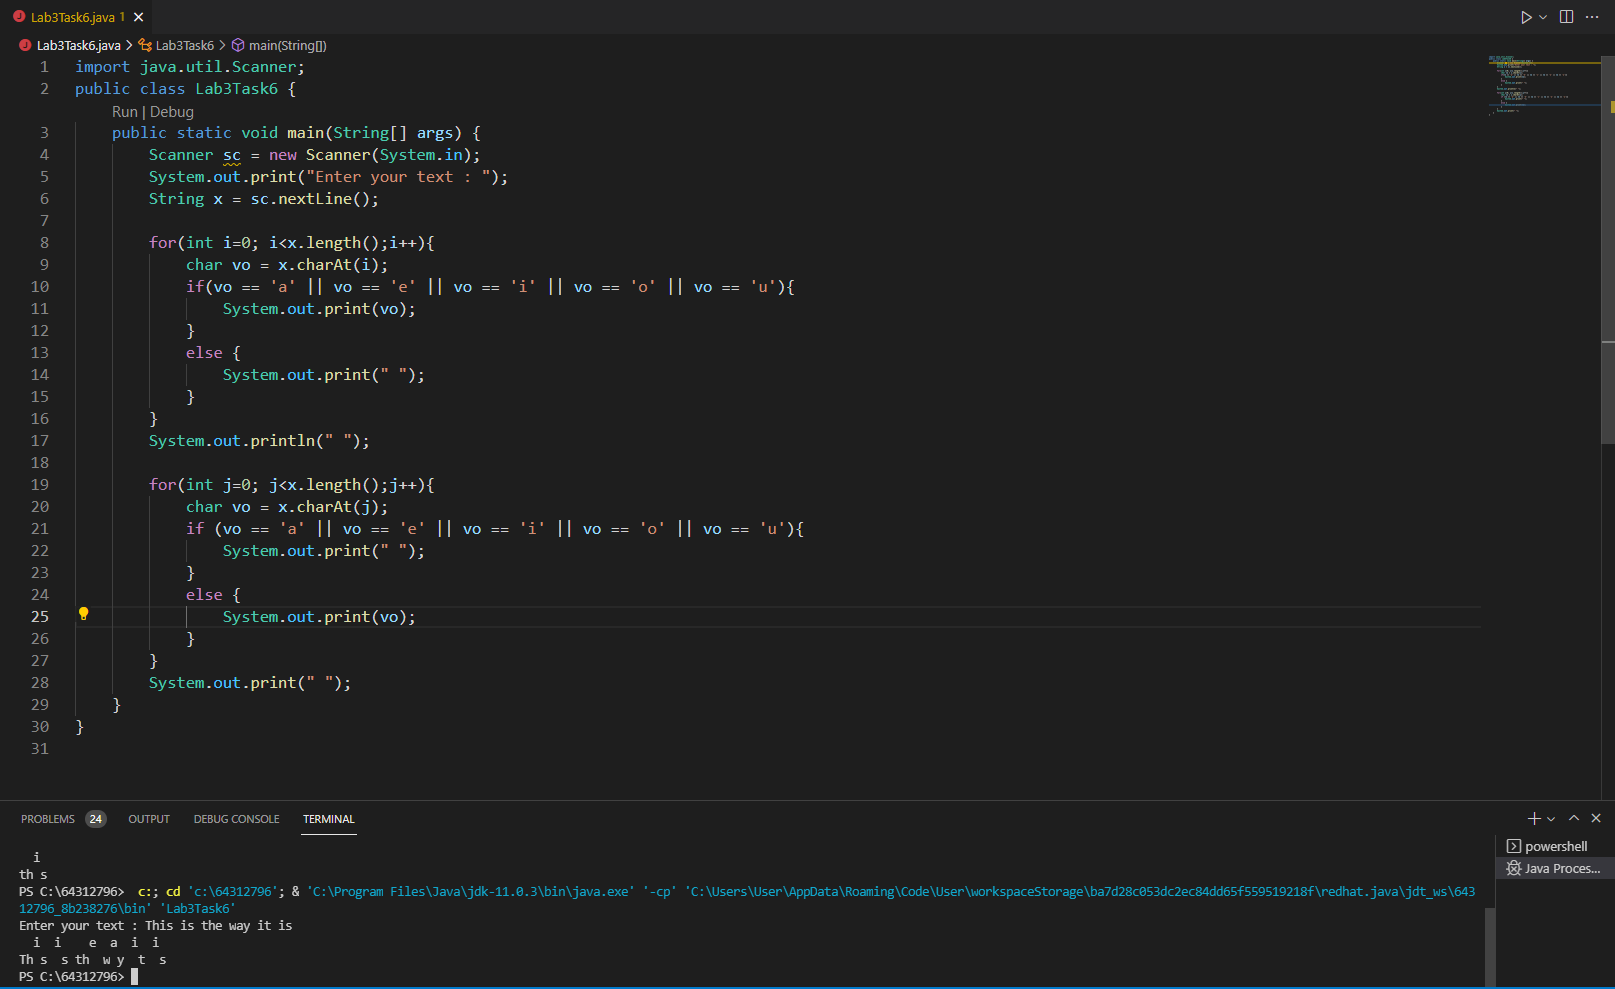 Lab3Task6.java 1
Lab3Task6.java > Lab3Task6 > main(String[])
1 import java.util.Scanner;
2 public class Lab3Task6 {
Run | Debug
3 public static void main(String[] args) {
4 Scanner sc = new Scanner(System.in);
5 System.out.print("Enter your text : ");
6 String x = sc.nextLine();
7
8 for(int i=0; i<x.length();i++){
9 char vo = x.charAt(i);
10 if(vo == 'a' || vo == 'e' || vo == 'i' || vo == 'o' || vo == 'u'){
11 System.out.print(vo);
12 }
13 else {
14 System.out.print(" ");
15 }
16 }
17 System.out.println(" ");
18
19 for(int j=0; j<x.length();j++){
20 char vo = x.charAt(j);
21 if (vo == 'a' || vo == 'e' || vo == 'i' || vo == 'o' || vo == 'u'){
22 System.out.print(" ");
23 }
24 else {
25 System.out.print(vo);
26 }
27 }
28 System.out.print(" ");
29 }
30 }
31
PROBLEMS 24 OUTPUT DEBUG CONSOLE TERMINAL
powershell
Java Proces...
i
th s
PS C:\64312796> c:; cd 'c:\64312796'; & 'C:\Program Files\Java\jdk-11.0.3\bin\java.exe' '-cp' 'C:\Users\User\AppData\Roaming\Code\User\workspaceStorage\ba7d28c053dc2ec84dd65f559519218f\redhat.java\jdt_ws\643
12796_8b238276\bin' 'Lab3Task6'
Enter your text : This is the way it is
  i  i    e  a  i  i
Th s  s th  w y  t  s
PS C:\64312796>